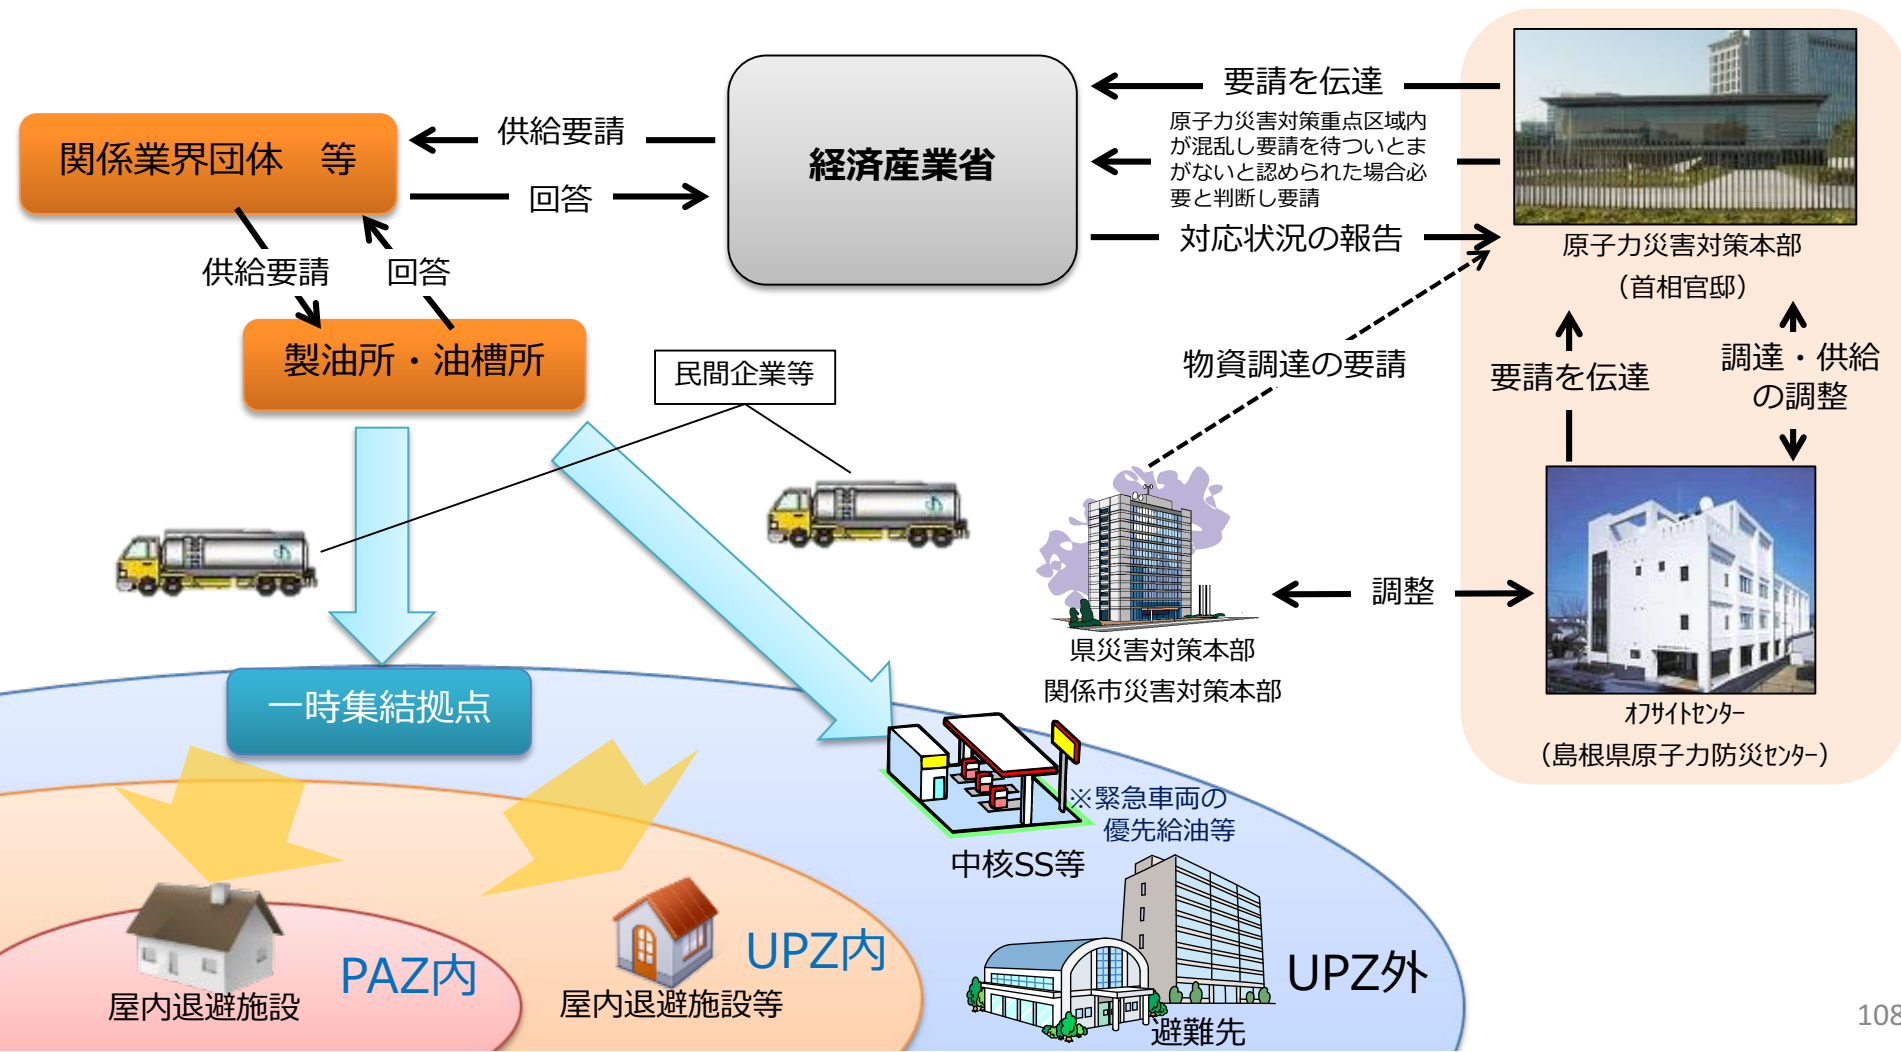 要請を伝達
原子力災害対策重点区域内
が混乱し要請を待ついとま
がないと認められた場合必
要と判断し要請
対応状況の報告
経済産業省
供給要請
回答
関係業界団体　等
供給要請
回答
製油所・油槽所
民間企業等
原子力災害対策本部
（首相官邸）
物資調達の要請
要請を伝達
調達・供給
の調整
調整
県災害対策本部
関係市災害対策本部
ｵﾌｻｲﾄｾﾝﾀｰ
（島根県原子力防災ｾﾝﾀｰ）
一時集結拠点
※緊急車両の
優先給油等
中核SS等
PAZ内
屋内退避施設
UPZ内
屋内退避施設等
UPZ外
避難先
108